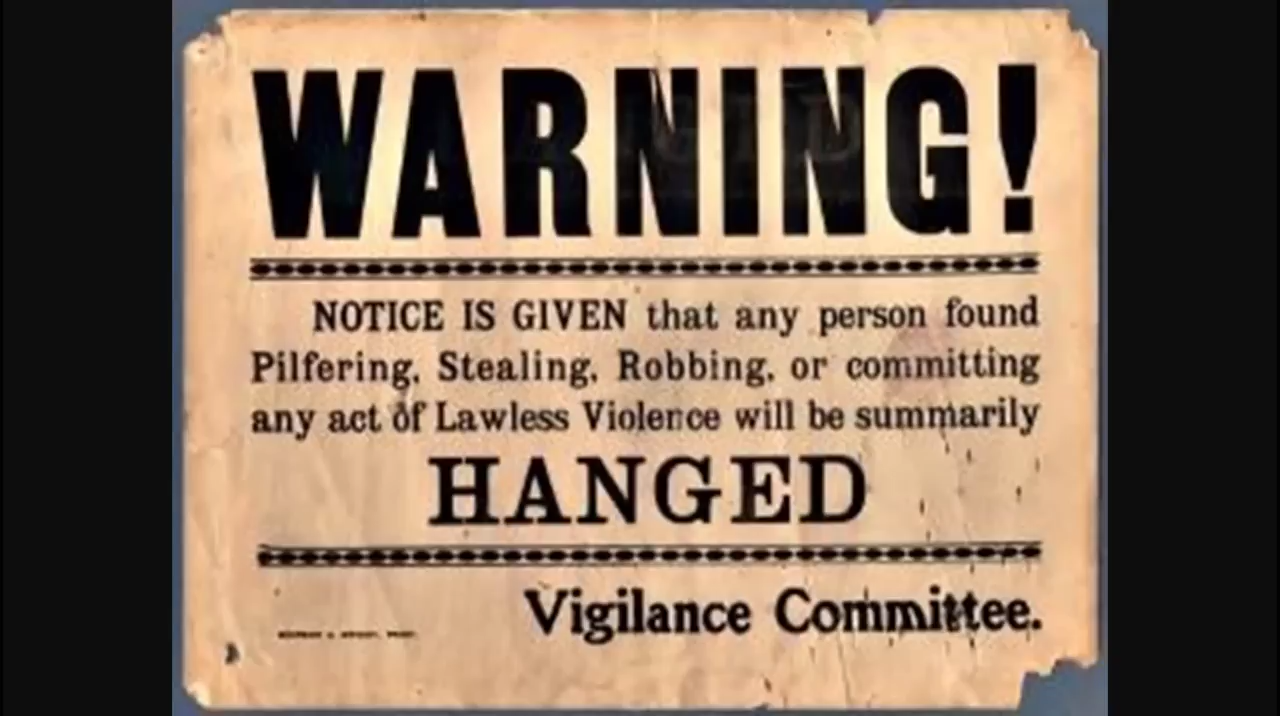 WARNING!
NOTICE IS GIVEN that any person found
Pilfering, Stealing, Robbing, or committing
any act of Lawless Violence will be summarily
HANGED
Vigilance Committee.